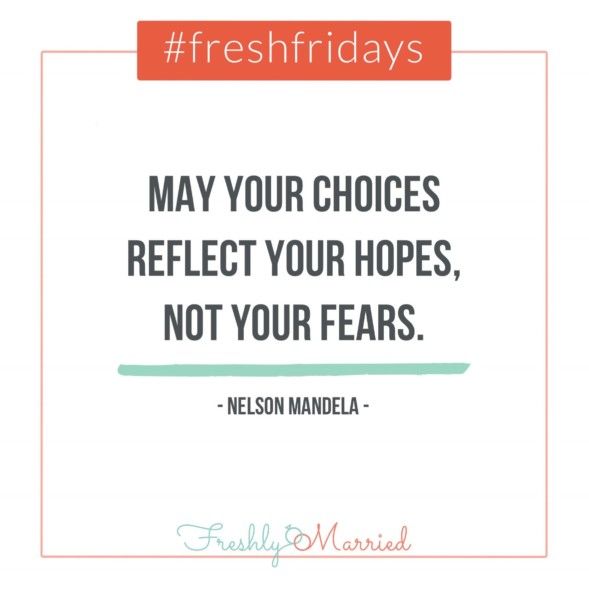 #freshfridays
MAY YOUR CHOICES
REFLECT YOUR HOPES,
NOT YOUR FEARS.
- NELSON MANDELA -
Freshly Married